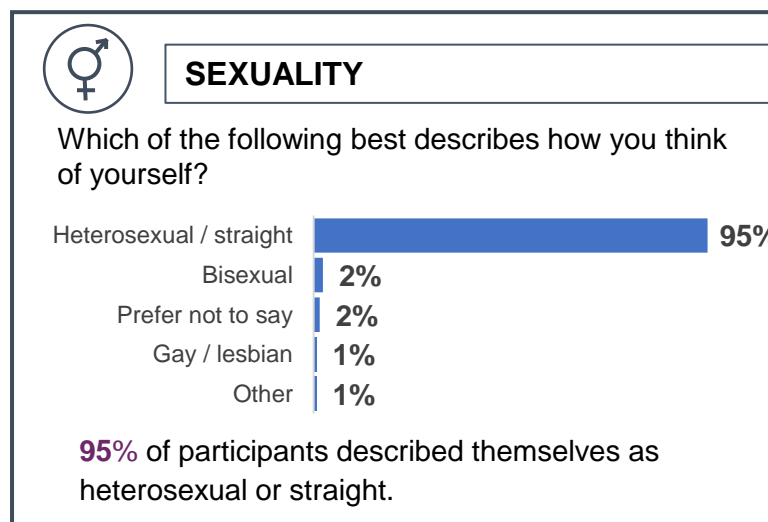 SEXUALITY
Which of the following best describes how you think
of yourself?
Heterosexual / straight 95%
Bisexual 2%
Prefer not to say 2%
Gay / lesbian 1%
Other 1%
95% of participants described themselves as
heterosexual or straight.